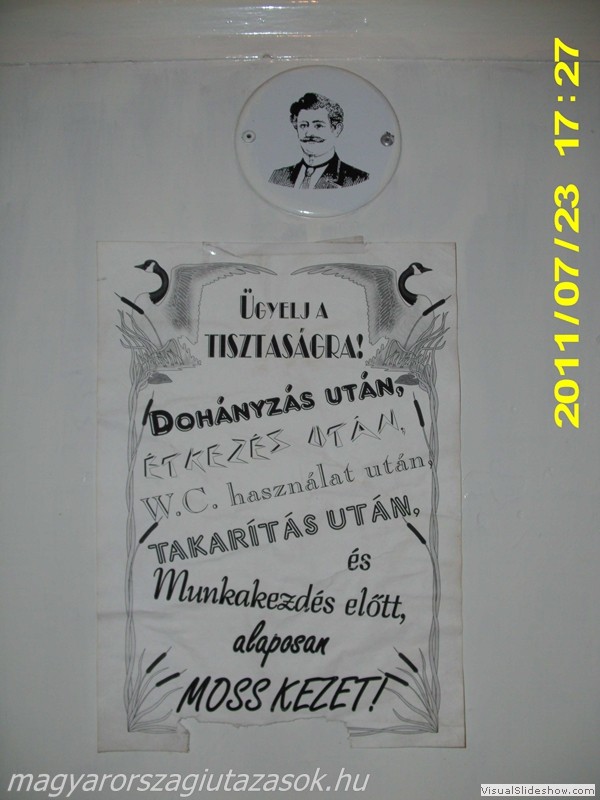 ÜGYELJ A
TISZTASÁGRA!
DOHÁNYZÁS UTÁN,
ÉTKEZÉS UTÁN,
W.C. használat után,
TAKARÍTÁS UTÁN,
és
Munkakezdés előtt,
alaposan
MOSS KEZET!
2011/07/23 17:27
magyarorszagiutazasok.hu
VisualSlideshow.com